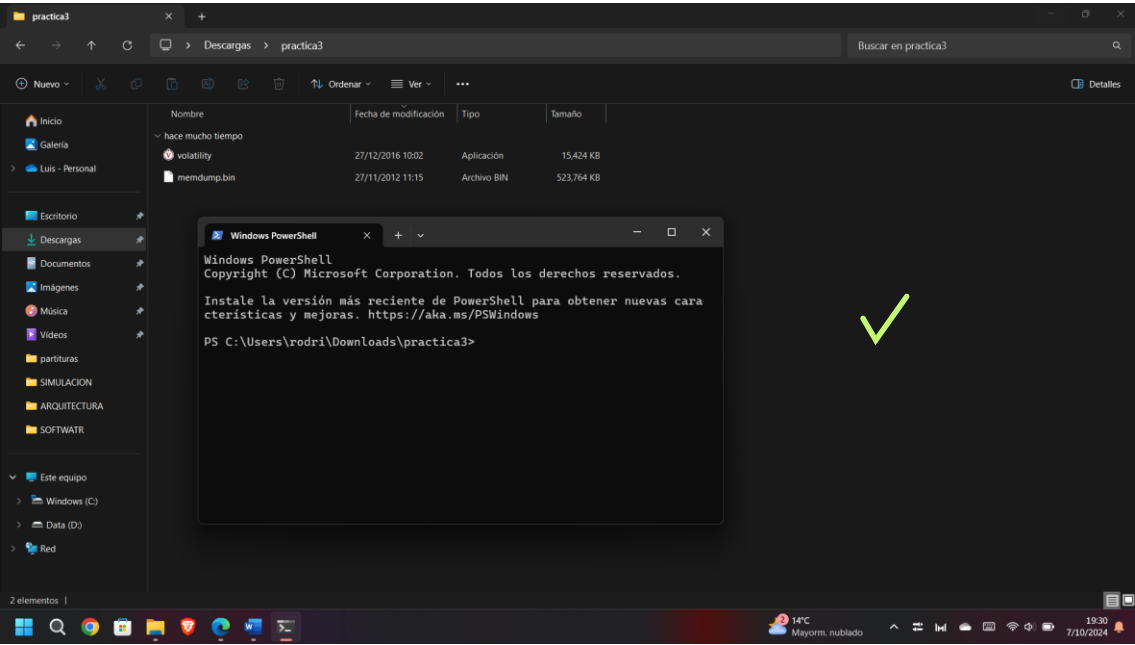 practica3
Descargas > practica3
Buscar en practica3
Nuevo
Ordenar
Ver
Detalles
Nombre
Fecha de modificación
Tipo
Tamaño
Inicio
Galería
Luis - Personal
hace mucho tiempo
volatility 27/12/2016 10:02 Aplicación 15,424 KB
memdump.bin 27/11/2012 11:15 Archivo BIN 523,764 KB
Escritorio
Descargas
Documentos
Imágenes
Música
Vídeos
partituras
SIMULACION
ARQUITECTURA
SOFTWATR
Este equipo
Windows (C:)
Data (D:)
Red
Windows PowerShell
Windows PowerShell
Copyright (C) Microsoft Corporation. Todos los derechos reservados.
Instale la versión más reciente de PowerShell para obtener nuevas cara
cterísticas y mejoras. https://aka.ms/PSWindows
PS C:\Users\rodri\Downloads\practica3>
2 elementos
2
14°C
Mayorm. nublado
19:30
7/10/2024